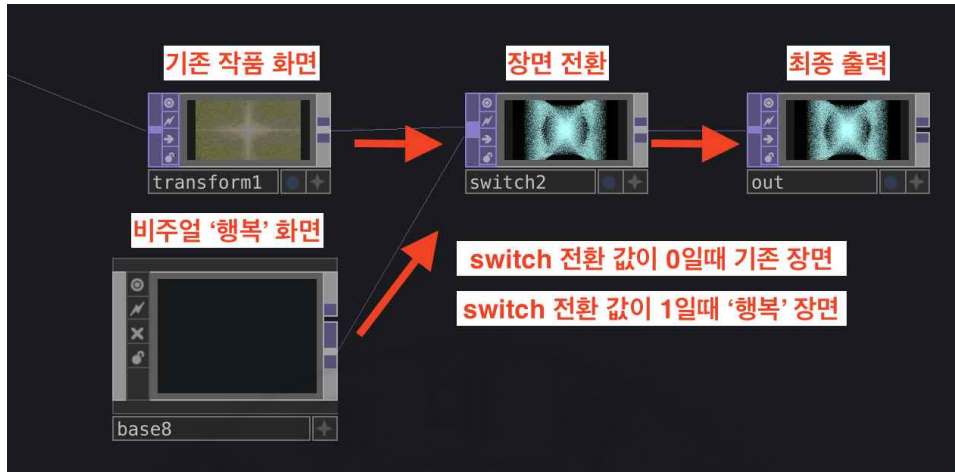 기존 작품 화면
장면 전환
최종 출력
transform1
switch2
out
비주얼 ‘행복’ 화면
switch 전환 값이 0일때 기존 장면
switch 전환 값이 1일때 ‘행복’ 장면
base8